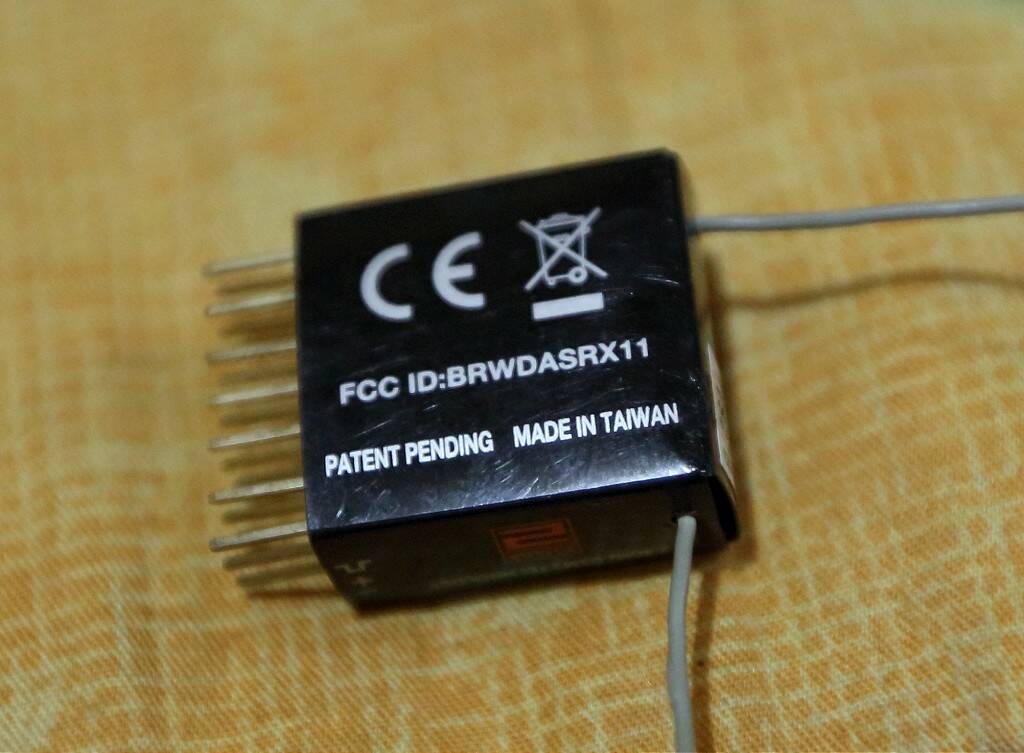 CE
FCC ID:BRWDASRX11
PATENT PENDING MADE IN TAIWAN